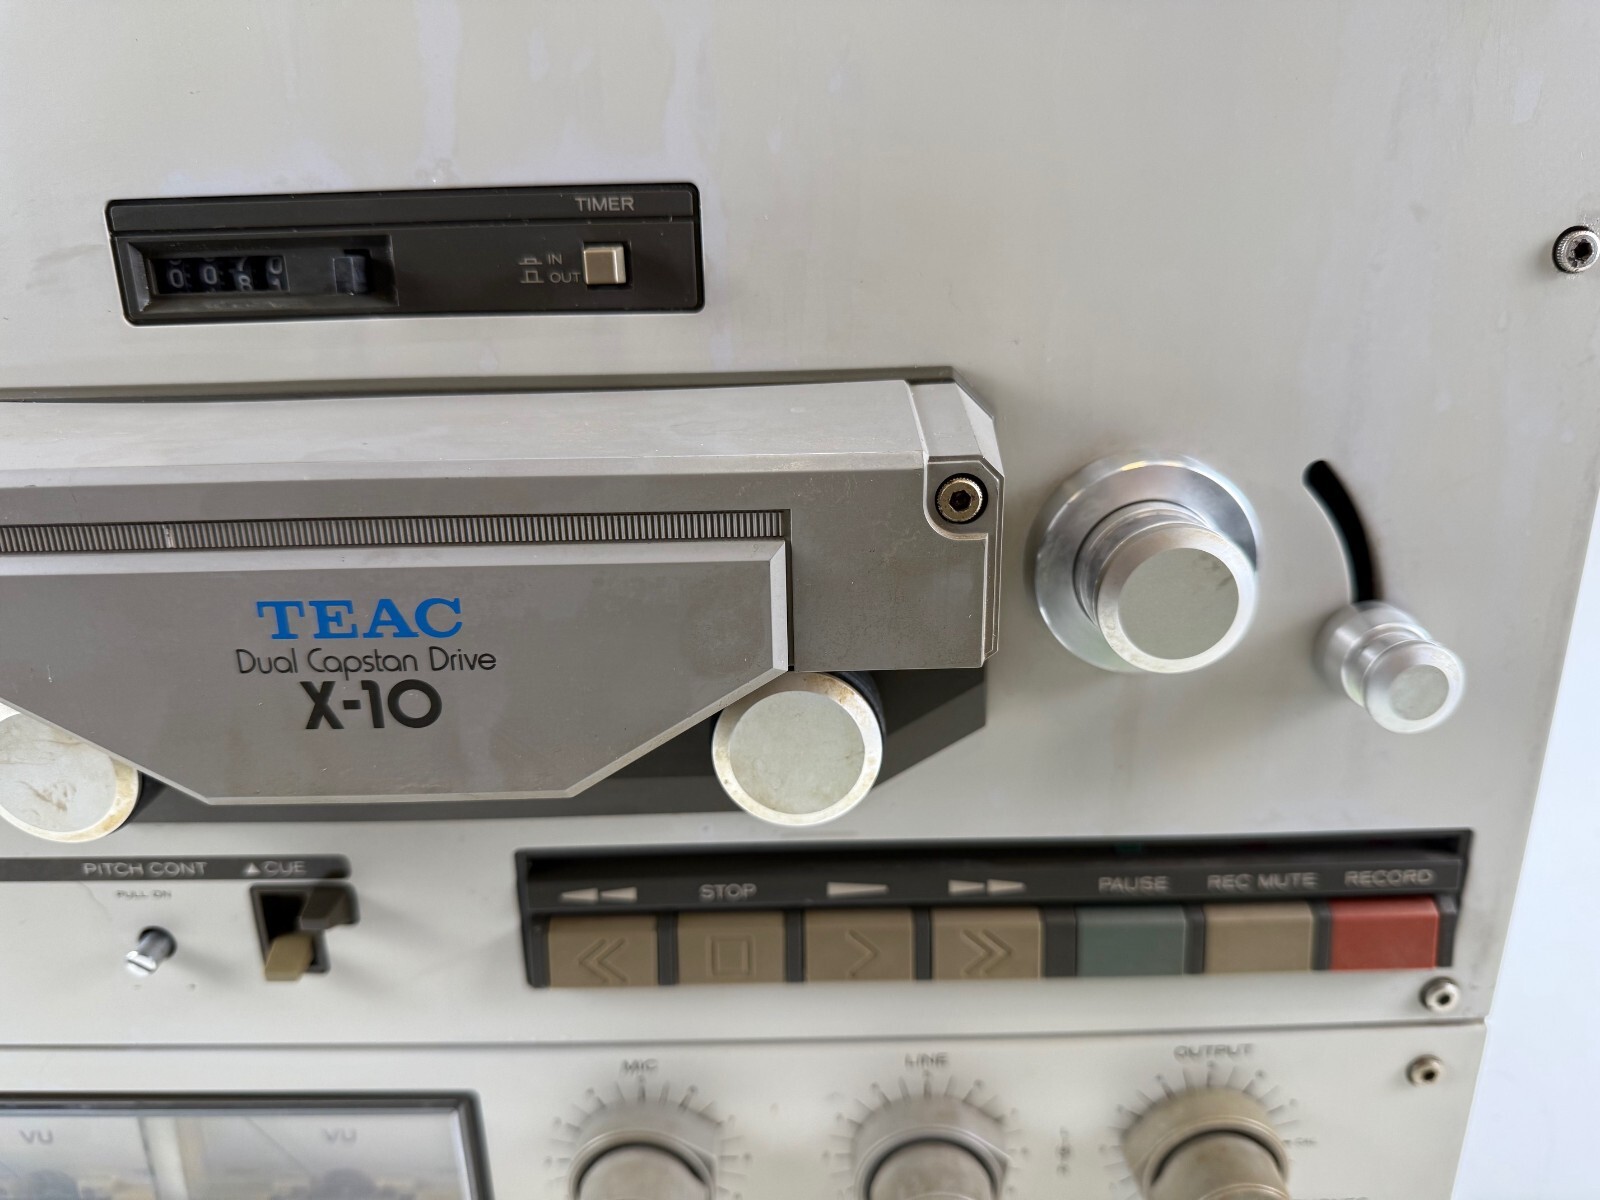 TIMER
IN
OUT
TEAC
Dual Capstan Drive
X-10
PITCH CONT ▲CUE
PULL ON
STOP PAUSE REC MUTE RECORD
MIC LINE OUTPUT
VU VU